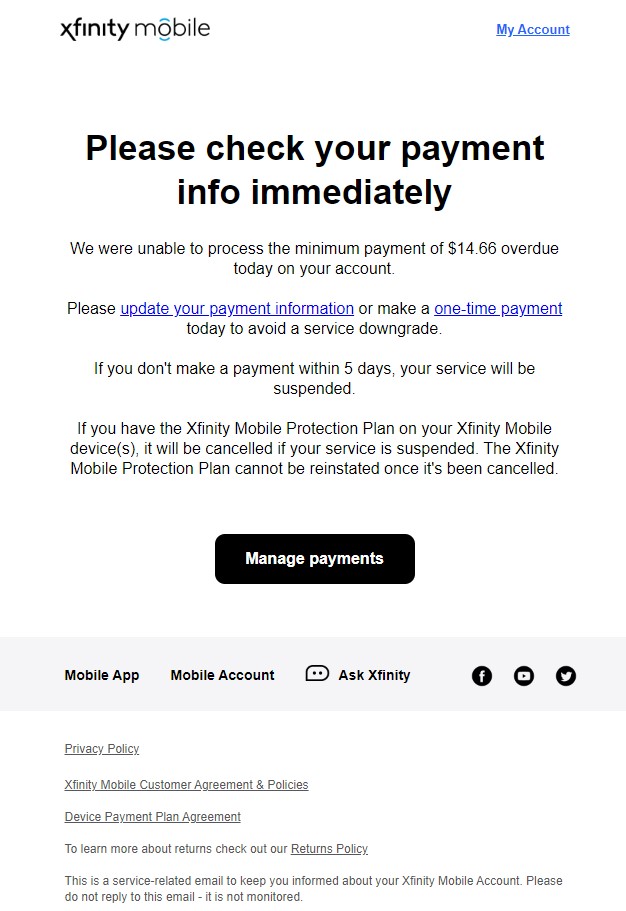 xfinity mobile
My Account
Please check your payment
info immediately
We were unable to process the minimum payment of $14.66 overdue
today on your account.
Please update your payment information or make a one-time payment
today to avoid a service downgrade.
If you don't make a payment within 5 days, your service will be
suspended.
If you have the Xfinity Mobile Protection Plan on your Xfinity Mobile
device(s), it will be cancelled if your service is suspended. The Xfinity
Mobile Protection Plan cannot be reinstated once it's been cancelled.
Manage payments
Mobile App
Mobile Account
Ask Xfinity
Privacy Policy
Xfinity Mobile Customer Agreement & Policies
Device Payment Plan Agreement
To learn more about returns check out our Returns Policy
This is a service-related email to keep you informed about your Xfinity Mobile Account. Please
do not reply to this email - it is not monitored.